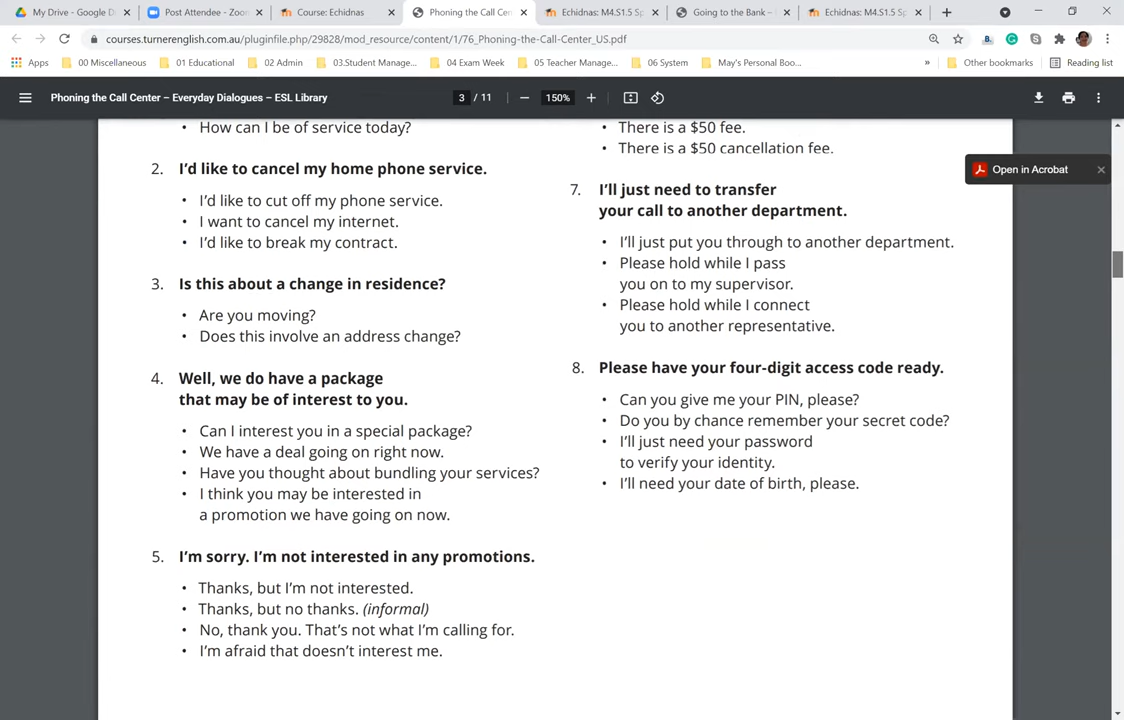 My Drive - Google D
Post Attendee - Zoom
Course: Echidnas
Phoning the Call Cen
Echidnas: M4.S1.5 Sp
Going to the Bank –
Echidnas: M4.S1.5 Sp
courses.turnerenglish.com.au/pluginfile.php/29828/mod_resource/content/1/76_Phoning-the-Call-Center_US.pdf
Apps
00 Miscellaneous
01 Educational
02 Admin
03.Student Manage...
04 Exam Week
05 Teacher Manage...
06 System
May's Personal Boo...
»
Other bookmarks
Reading list
Phoning the Call Center – Everyday Dialogues – ESL Library
3 / 11
150%
Open in Acrobat
• How can I be of service today?
2. I'd like to cancel my home phone service.
• I'd like to cut off my phone service.
• I want to cancel my internet.
• I'd like to break my contract.
3. Is this about a change in residence?
• Are you moving?
• Does this involve an address change?
4. Well, we do have a package
that may be of interest to you.
• Can I interest you in a special package?
• We have a deal going on right now.
• Have you thought about bundling your services?
• I think you may be interested in
a promotion we have going on now.
5. I'm sorry. I'm not interested in any promotions.
• Thanks, but I'm not interested.
• Thanks, but no thanks. (informal)
• No, thank you. That's not what I'm calling for.
• I'm afraid that doesn't interest me.
• There is a $50 fee.
• There is a $50 cancellation fee.
7. I'll just need to transfer
your call to another department.
• I'll just put you through to another department.
• Please hold while I pass
you on to my supervisor.
• Please hold while I connect
you to another representative.
8. Please have your four-digit access code ready.
• Can you give me your PIN, please?
• Do you by chance remember your secret code?
• I'll just need your password
to verify your identity.
• I'll need your date of birth, please.